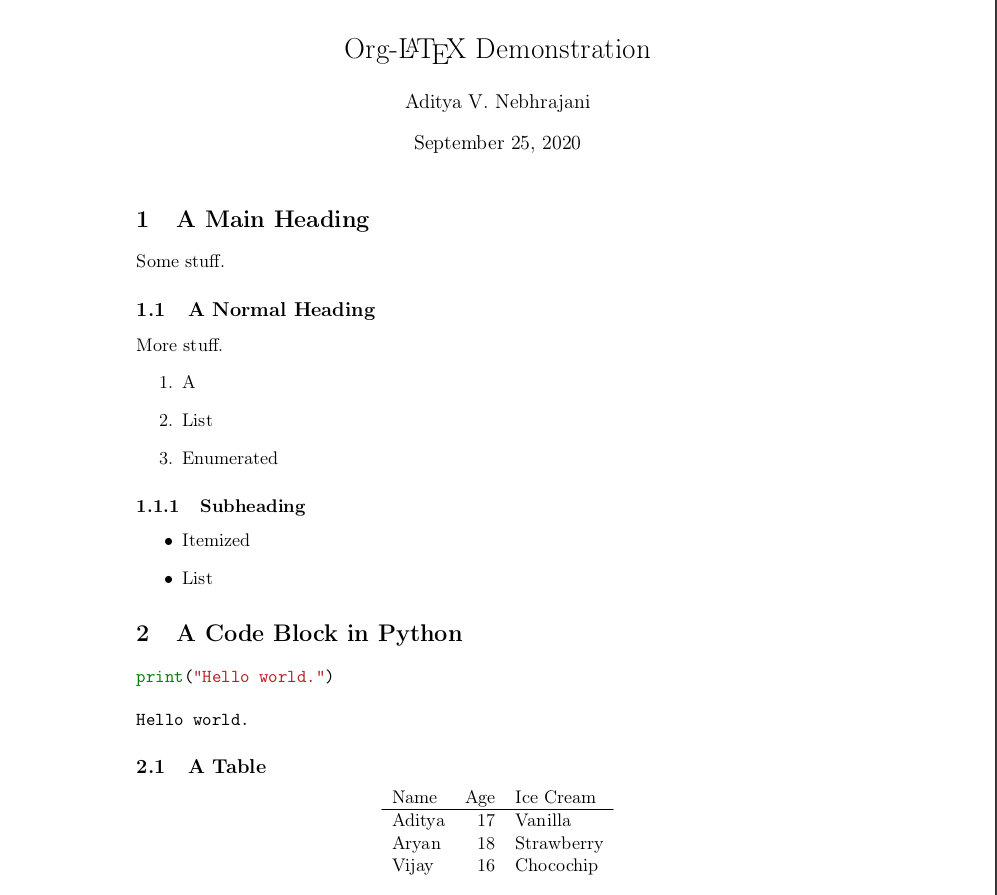 Org-LATEX Demonstration
Aditya V. Nebhrajani
September 25, 2020
1 A Main Heading
Some stuff.
1.1 A Normal Heading
More stuff.
1. A
2. List
3. Enumerated
1.1.1 Subheading
• Itemized
• List
2 A Code Block in Python
print("Hello world.")
Hello world.
2.1 A Table
Name Age Ice Cream
Aditya 17 Vanilla
Aryan 18 Strawberry
Vijay 16 Chocochip